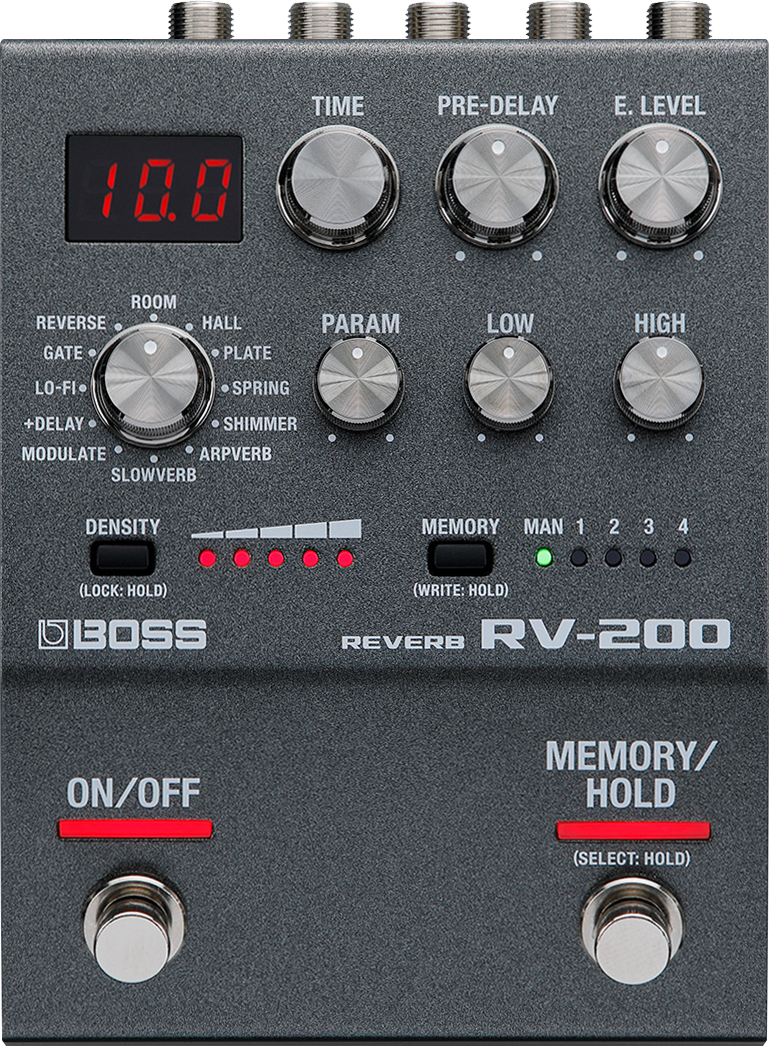 TIME
PRE-DELAY
E. LEVEL
10.0
ROOM
REVERSE
HALL
GATE
PLATE
LO-FI
SPRING
+DELAY
SHIMMER
MODULATE
ARPVERB
SLOWVERB
PARAM
LOW
HIGH
DENSITY
(LOCK: HOLD)
MEMORY
(WRITE: HOLD)
MAN 1 2 3 4
BOSS
REVERB RV-200
ON/OFF
MEMORY/
HOLD
(SELECT: HOLD)